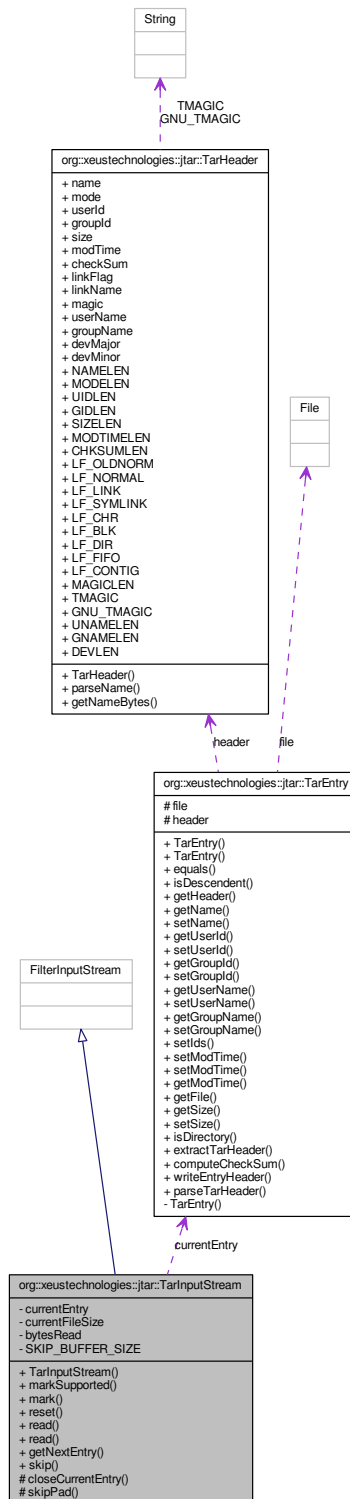 String
TMAGIC
GNU_TMAGIC
org::xeustechnologies::jtar::TarHeader
+ name
+ mode
+ userId
+ groupId
+ size
+ modTime
+ checkSum
+ linkFlag
+ linkName
+ magic
+ userName
+ groupName
+ devMajor
+ devMinor
+ NAMELEN
+ MODELEN
+ UIDLEN
+ GIDLEN
+ SIZELEN
+ MODTIMELEN
+ CHKSUMLEN
+ LF_OLDNORM
+ LF_NORMAL
+ LF_LINK
+ LF_SYMLINK
+ LF_CHR
+ LF_BLK
+ LF_DIR
+ LF_FIFO
+ LF_CONTIG
+ MAGICLEN
+ TMAGIC
+ GNU_TMAGIC
+ UNAMELEN
+ GNAMELEN
+ DEVLEN
+ TarHeader()
+ parseName()
+ getNameBytes()
File
header
file
org::xeustechnologies::jtar::TarEntry
# file
# header
+ TarEntry()
+ TarEntry()
+ equals()
+ isDescendent()
+ getHeader()
+ getName()
+ setName()
+ getUserId()
+ setUserId()
+ getGroupId()
+ setGroupId()
+ getUserName()
+ setUserName()
+ getGroupName()
+ setGroupName()
+ setIds()
+ setModTime()
+ setModTime()
+ getModTime()
+ getFile()
+ getSize()
+ setSize()
+ isDirectory()
+ extractTarHeader()
+ computeCheckSum()
+ writeEntryHeader()
+ parseTarHeader()
- TarEntry()
FilterInputStream
currentEntry
org::xeustechnologies::jtar::TarInputStream
- currentEntry
- currentFileSize
- bytesRead
- SKIP_BUFFER_SIZE
+ TarInputStream()
+ markSupported()
+ mark()
+ reset()
+ read()
+ read()
+ getNextEntry()
+ skip()
# closeCurrentEntry()
# skipPad()